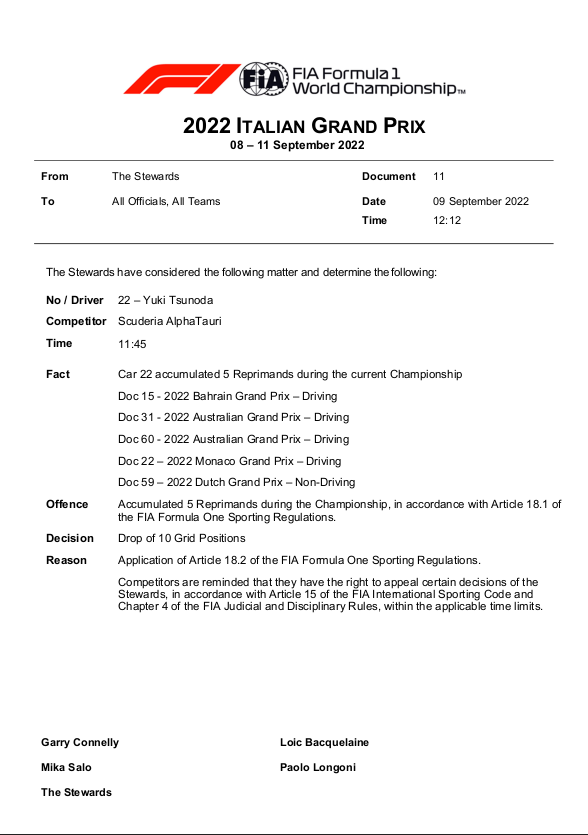 FIA
FIA Formula 1
World Championship™
2022 ITALIAN GRAND PRIX
08 – 11 September 2022
From The Stewards Document 11
To All Officials, All Teams Date 09 September 2022
Time 12:12
The Stewards have considered the following matter and determine the following:
No / Driver 22 – Yuki Tsunoda
Competitor Scuderia AlphaTauri
Time 11:45
Fact Car 22 accumulated 5 Reprimands during the current Championship
Doc 15 - 2022 Bahrain Grand Prix – Driving
Doc 31 - 2022 Australian Grand Prix – Driving
Doc 60 - 2022 Australian Grand Prix – Driving
Doc 22 – 2022 Monaco Grand Prix – Driving
Doc 59 – 2022 Dutch Grand Prix – Non-Driving
Offence Accumulated 5 Reprimands during the Championship, in accordance with Article 18.1 of
the FIA Formula One Sporting Regulations.
Decision Drop of 10 Grid Positions
Reason Application of Article 18.2 of the FIA Formula One Sporting Regulations.
Competitors are reminded that they have the right to appeal certain decisions of the
Stewards, in accordance with Article 15 of the FIA International Sporting Code and
Chapter 4 of the FIA Judicial and Disciplinary Rules, within the applicable time limits.
Garry Connelly Loic Bacquelaine
Mika Salo Paolo Longoni
The Stewards